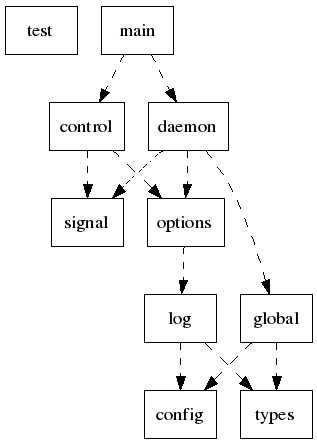 test
main
control
daemon
signal
options
log
global
config
types